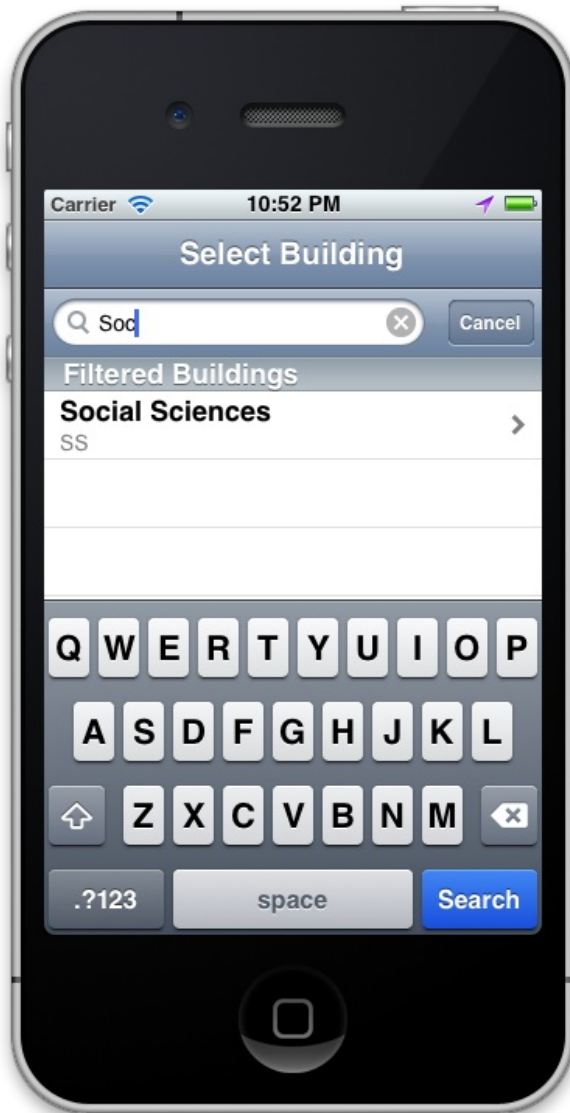 Carrier 10:52 PM
Select Building
Soc Cancel
Filtered Buildings
Social Sciences
SS
Q W E R T Y U I O P
A S D F G H J K L
Z X C V B N M
.?123 space Search